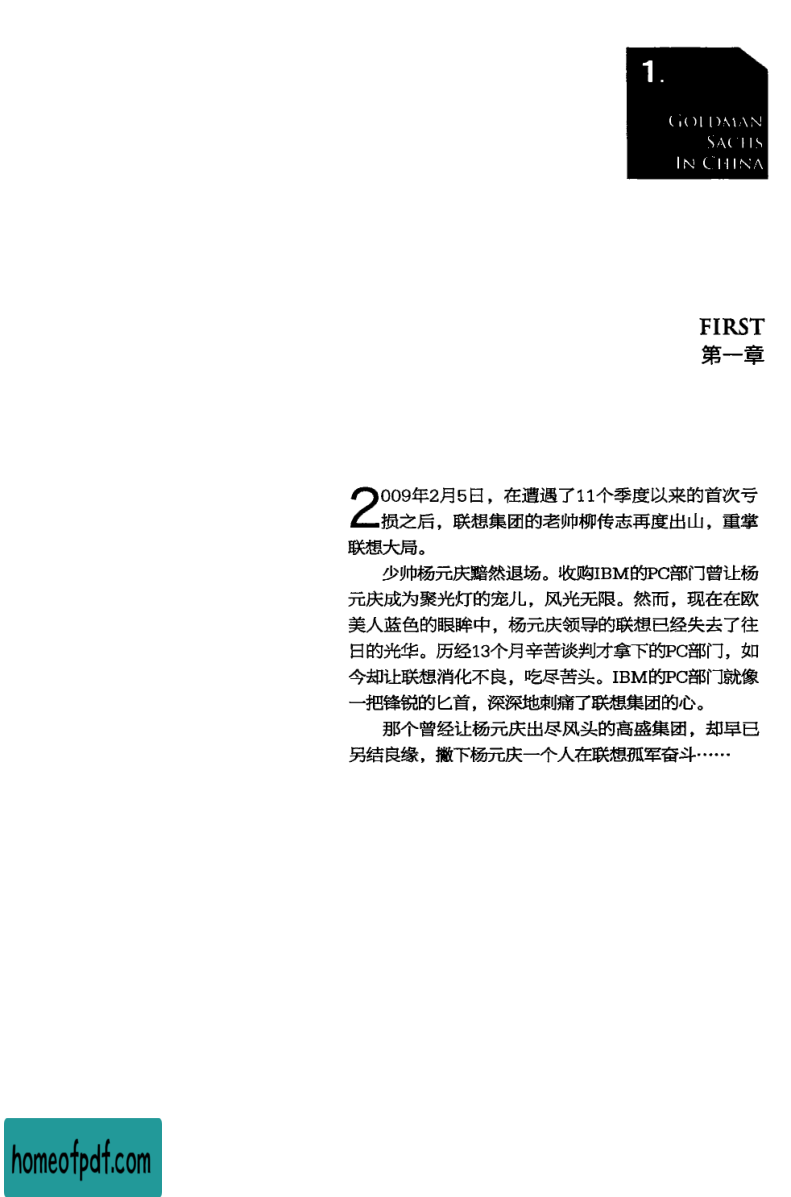 1.
GOLDMAN
SACHS
IN CHINA
FIRST
第一章
2009年2月5日，在遭遇了11个季度以来的首次亏
损之后，联想集团的老帅柳传志再度出山，重掌
联想大局。
少帅杨元庆黯然退场。收购IBM的PC部门曾让杨
元庆成为聚光灯的宠儿，风光无限。然而，现在在欧
美人蓝色的眼眸中，杨元庆领导的联想已经失去了往
日的光华。历经13个月辛苦谈判才拿下的PC部门，如
今却让联想消化不良，吃尽苦头。IBM的PC部门就像
一把锋锐的匕首，深深地刺痛了联想集团的心。
那个曾经让杨元庆出尽风头的高盛集团，却早已
另结良缘，撇下杨元庆一个人在联想孤军奋斗……
homeofpdf.com